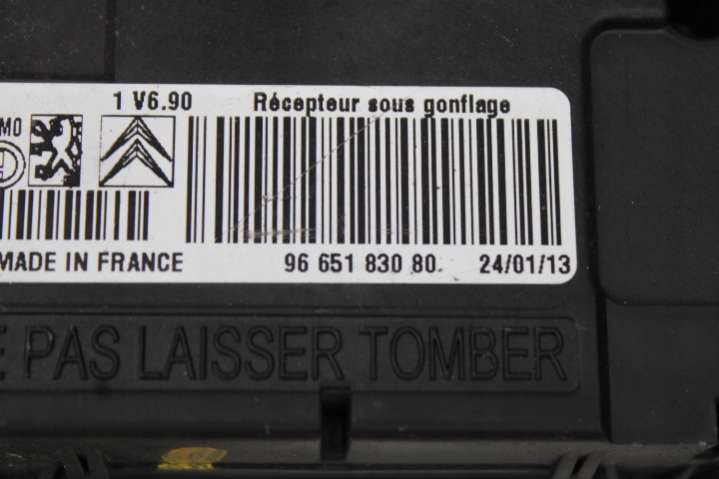 1 V6.90 Récepteur sous gonflage
MADE IN FRANCE 96 651 830 80 24/01/13
PAS LAISSER TOMBER